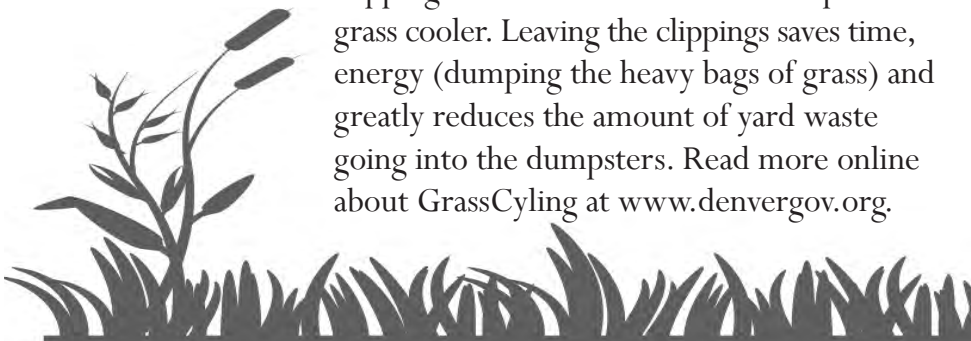 grass cooler. Leaving the clippings saves time,
energy (dumping the heavy bags of grass) and
greatly reduces the amount of yard waste
going into the dumpsters. Read more online
about GrassCyling at www.denvergov.org.